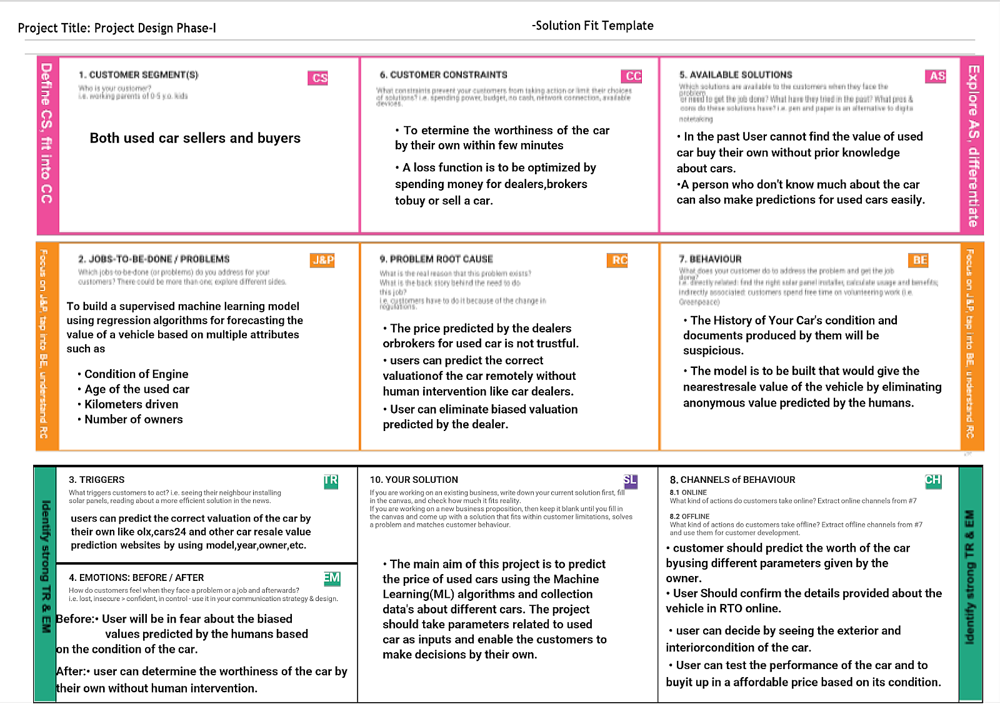 Project Title: Project Design Phase-I
-Solution Fit Template
Define CS, fit into CC
1. CUSTOMER SEGMENT(S)
CS
Who is your customer?
i.e. working parents of 0-5 y.o. kids
Both used car sellers and buyers
6. CUSTOMER CONSTRAINTS
CC
What constraints prevent your customers from taking action or limit their choices
of solutions? i.e. spending power, budget, no cash, network connection, available
devices.
• To etermine the worthiness of the car
by their own within few minutes
• A loss function is to be optimized by
spending money for dealers,brokers
tobuy or sell a car.
5. AVAILABLE SOLUTIONS
AS
Which solutions are available to the customers when they face the
problem
or need to get the job done? What have they tried in the past? What pros &
cons do these solutions have? i.e. pen and paper is an alternative to digita
notetaking
• In the past User cannot find the value of used
car buy their own without prior knowledge
about cars.
•A person who don't know much about the car
can also make predictions for used cars easily.
Explore AS, differentiate
Focus on J&P, tap into BE, understand RC
2. JOBS-TO-BE-DONE / PROBLEMS
J&P
Which jobs-to-be-done (or problems) do you address for your
customers? There could be more than one; explore different sides.
To build a supervised machine learning model
using regression algorithms for forecasting the
value of a vehicle based on multiple attributes
such as
• Condition of Engine
• Age of the used car
• Kilometers driven
• Number of owners
9. PROBLEM ROOT CAUSE
RC
What is the real reason that this problem exists?
What is the back story behind the need to do
this job?
i.e. customers have to do it because of the change in
regulations.
• The price predicted by the dealers
orbrokers for used car is not trustful.
• users can predict the correct
valuationof the car remotely without
human intervention like car dealers.
• User can eliminate biased valuation
predicted by the dealer.
7. BEHAVIOUR
BE
What does your customer do to address the problem and get the job
done?
i.e. directly related: find the right solar panel installer, calculate usage and benefits;
indirectly associated: customers spend free time on volunteering work (i.e.
Greenpeace)
• The History of Your Car's condition and
documents produced by them will be
suspicious.
• The model is to be built that would give the
nearestresale value of the vehicle by eliminating
anonymous value predicted by the humans.
Focus on J&P, tap into BE, understand RC
Identify strong TR & EM
3. TRIGGERS
TR
What triggers customers to act? i.e. seeing their neighbour installing
solar panels, reading about a more efficient solution in the news.
users can predict the correct valuation of the car by
their own like olx,cars24 and other car resale value
prediction websites by using model,year,owner,etc.
4. EMOTIONS: BEFORE / AFTER
EM
How do customers feel when they face a problem or a job and afterwards?
i.e. lost, insecure > confident, in control - use it in your communication strategy & design.
Before:• User will be in fear about the biased
values predicted by the humans based
on the condition of the car.
After:• user can determine the worthiness of the car by
their own without human intervention.
10. YOUR SOLUTION
SL
If you are working on an existing business, write down your current solution first, fill
in the canvas, and check how much it fits reality.
If you are working on a new business proposition, then keep it blank until you fill in
the canvas and come up with a solution that fits within customer limitations, solves
a problem and matches customer behaviour.
• The main aim of this project is to predict
the price of used cars using the Machine
Learning(ML) algorithms and collection
data's about different cars. The project
should take parameters related to used
car as inputs and enable the customers to
make decisions by their own.
8. CHANNELS of BEHAVIOUR
CH
8.1 ONLINE
What kind of actions do customers take online? Extract online channels from #7
8.2 OFFLINE
What kind of actions do customers take offline? Extract offline channels from #7
and use them for customer development.
• customer should predict the worth of the car
byusing different parameters given by the
owner.
• User Should confirm the details provided about the
vehicle in RTO online.
• user can decide by seeing the exterior and
interiorcondition of the car.
• User can test the performance of the car and to
buyit up in a affordable price based on its condition.
Identify strong TR & EM